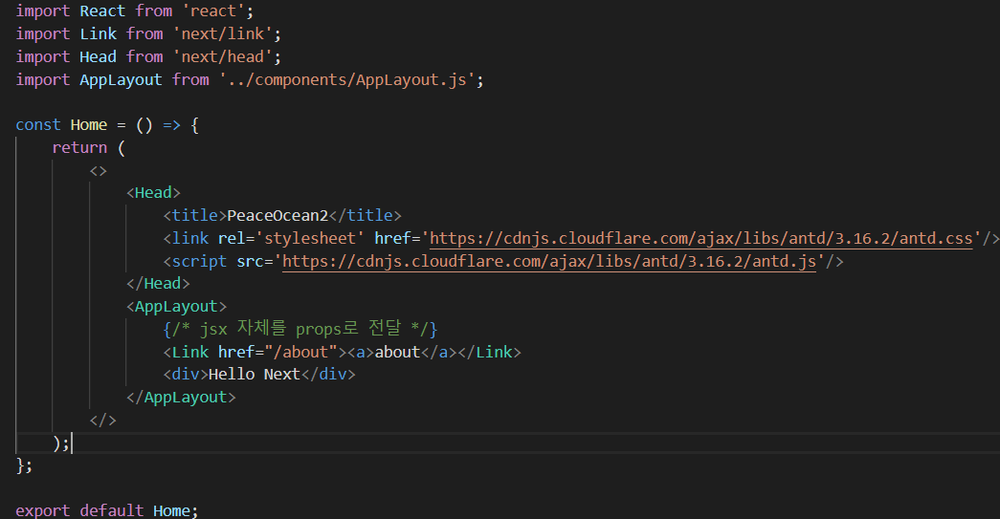 import React from 'react';
import Link from 'next/link';
import Head from 'next/head';
import AppLayout from '../components/AppLayout.js';
const Home = () => {
return (
<>
<Head>
<title>PeaceOcean2</title>
<link rel='stylesheet' href='https://cdnjs.cloudflare.com/ajax/libs/antd/3.16.2/antd.css'/>
<script src='https://cdnjs.cloudflare.com/ajax/libs/antd/3.16.2/antd.js'/>
</Head>
<AppLayout>
{/* jsx 자체를 props로 전달 */}
<Link href="/about"><a>about</a></Link>
<div>Hello Next</div>
</AppLayout>
</>
);
};
export default Home;